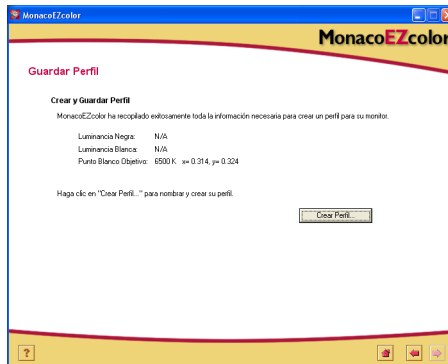 MonacoEZcolor
MonacoEZcolor
Guardar Perfil
Crear y Guardar Perfil
MonacoEZcolor ha recopilado exitosamente toda la información necesaria para crear un perfil para su monitor.
Luminancia Negra: N/A
Luminancia Blanca: N/A
Punto Blanco Objetivo: 6500 K x= 0.314, y= 0.324
Haga clic en "Crear Perfil..." para nombrar y crear su perfil.
Crear Perfil...
?